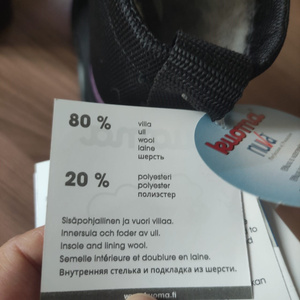 80 %
villa
ull
wool
laine
шерсть
20 %
polyesteri
polyester
полиэстер
Sisäpohjallinen ja vuori villaa.
Innersula och foder av ull.
Insole and lining wool.
Semelle intérieure et doublure en laine.
Внутренняя стелька и подкладка из шерсти.
kuoma